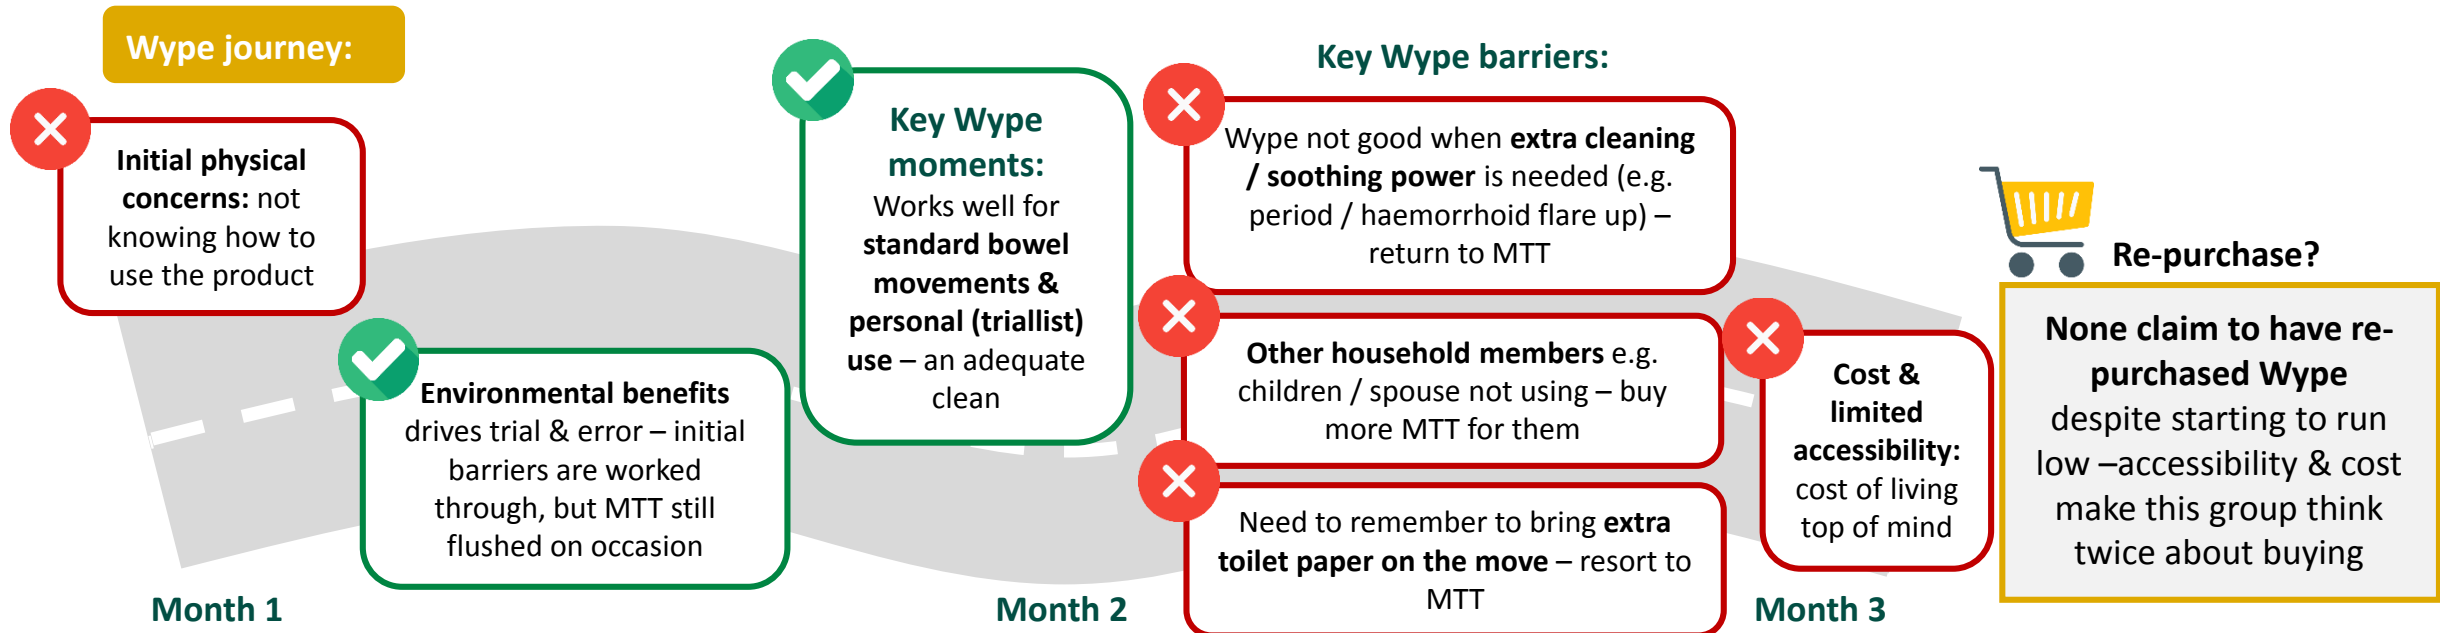 Wype journey:
Initial physical
concerns: not
knowing how to
use the product
Environmental benefits
drives trial & error – initial
barriers are worked
through, but MTT still
flushed on occasion
Key Wype
moments:
Works well for
standard bowel
movements &
personal (triallist)
use – an adequate
clean
Key Wype barriers:
Wype not good when extra cleaning
/ soothing power is needed (e.g.
period / haemorrhoid flare up) –
return to MTT
Other household members e.g.
children / spouse not using – buy
more MTT for them
Need to remember to bring extra
toilet paper on the move – resort to
MTT
Cost &
limited
accessibility:
cost of living
top of mind
Re-purchase?
None claim to have re-
purchased Wype
despite starting to run
low –accessibility & cost
make this group think
twice about buying
Month 1
Month 2
Month 3